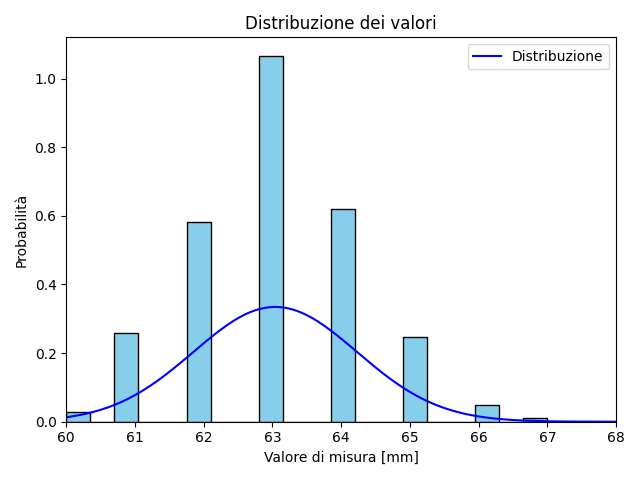 Distribuzione dei valori
Distribuzione
Probabilità
1.0
0.8
0.6
0.4
0.2
0.0
60 61 62 63 64 65 66 67 68
Valore di misura [mm]